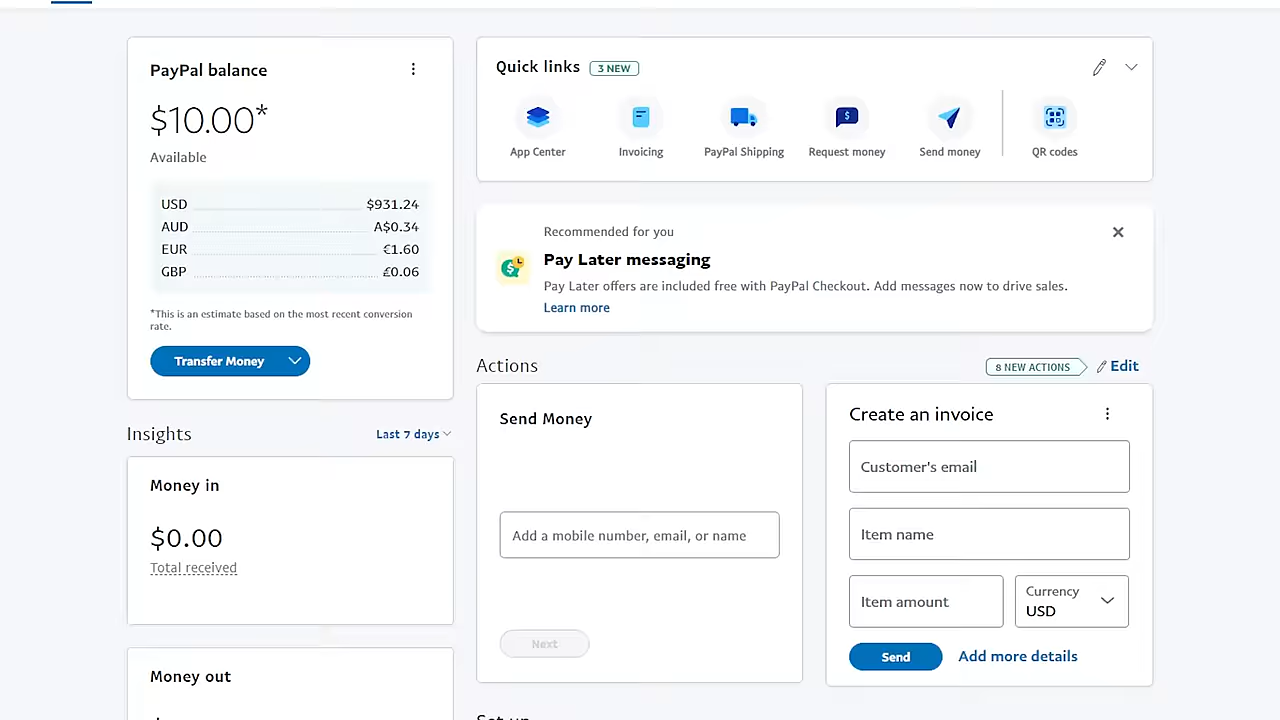 PayPal balance
$10.00*
Available
USD $931.24
AUD A$0.34
EUR €1.60
GBP £0.06
*This is an estimate based on the most recent conversion
rate.
Transfer Money
Insights
Last 7 days
Money in
$0.00
Total received
Money out
Quick links
3 NEW
App Center
Invoicing
PayPal Shipping
Request money
Send money
QR codes
Recommended for you
Pay Later messaging
Pay Later offers are included free with PayPal Checkout. Add messages now to drive sales.
Learn more
Actions
8 NEW ACTIONS
Edit
Send Money
Add a mobile number, email, or name
Next
Create an invoice
Customer's email
Item name
Item amount
Currency
USD
Send
Add more details